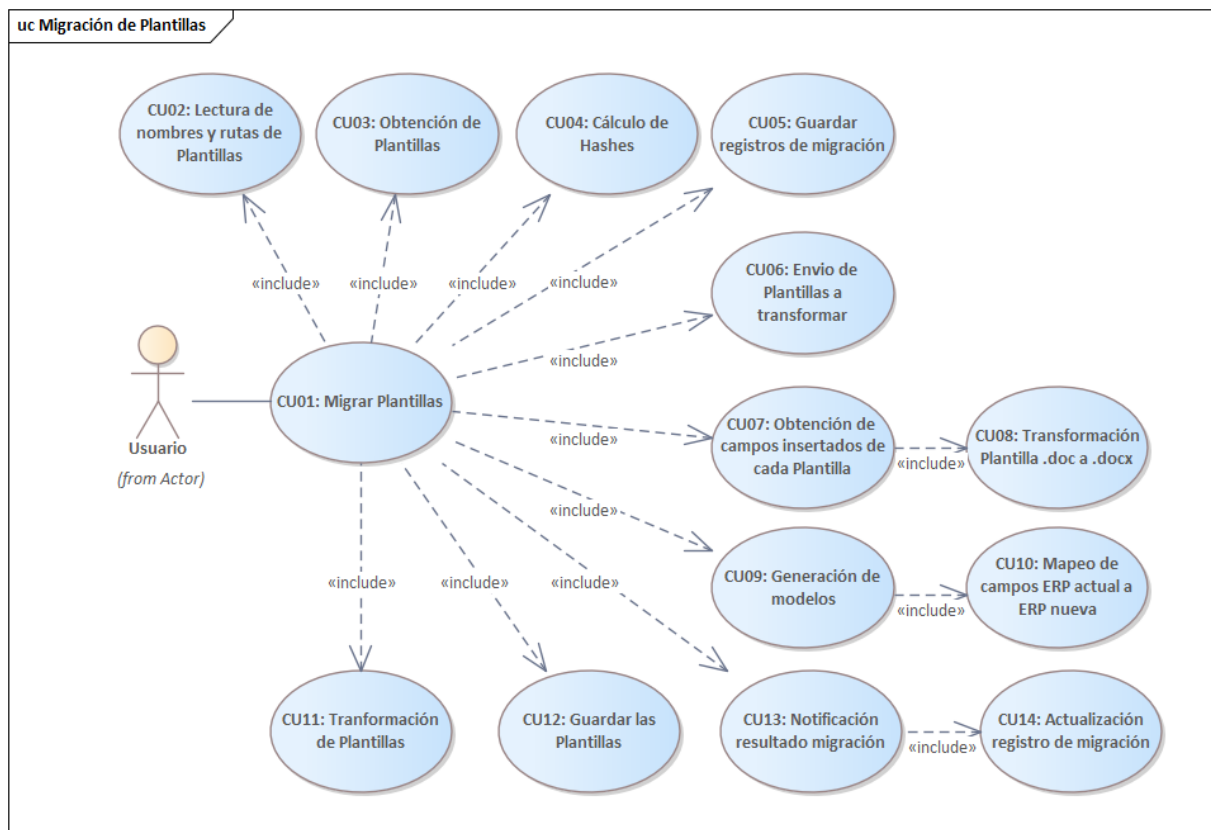 uc Migración de Plantillas
CU02: Lectura de
nombres y rutas de
Plantillas
CU03: Obtención de
Plantillas
CU04: Cálculo de
Hashes
CU05: Guardar
registros de migración
«include»
«include»
«include»
«include»
CU06: Envio de
Plantillas a
transformar
«include»
Usuario
(from Actor)
CU01: Migrar Plantillas
«include»
CU07: Obtención de
campos insertados de
cada Plantilla
«include»
CU08: Transformación
Plantilla .doc a .docx
«include»
CU09: Generación de
modelos
«include»
CU10: Mapeo de
campos ERP actual a
ERP nueva
«include»
«include»
«include»
CU11: Tranformación
de Plantillas
CU12: Guardar las
Plantillas
CU13: Notificación
resultado migración
«include»
CU14: Actualización
registro de migración